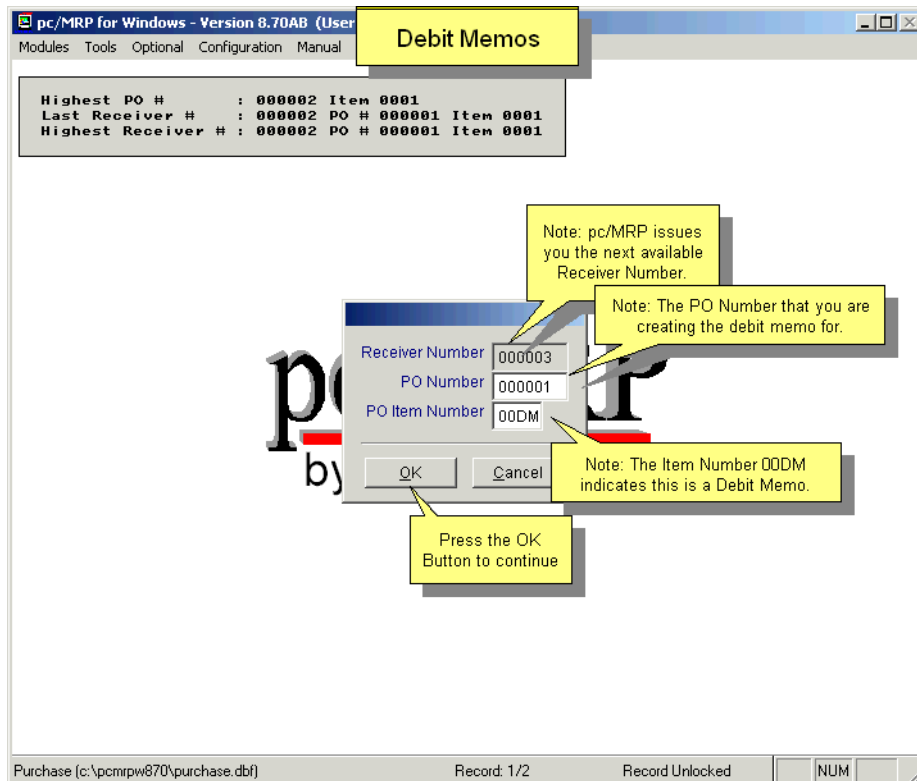 pc/MRP for Windows - Version 8.70AB (User
Debit Memos
Modules Tools Optional Configuration Manual
Highest PO # : 000002 Item 0001
Last Receiver # : 000002 PO # 000001 Item 0001
Highest Receiver # : 000002 PO # 000001 Item 0001
Note: pc/MRP issues
you the next available
Receiver Number.
Note: The PO Number that you are
creating the debit memo for.
Receiver Number 000003
PO Number 000001
PO Item Number 00DM
OK Cancel
Note: The Item Number 00DM
indicates this is a Debit Memo.
Press the OK
Button to continue
by
Purchase (c:\pcmrpw870\purchase.dbf) Record: 1/2 Record Unlocked NUM